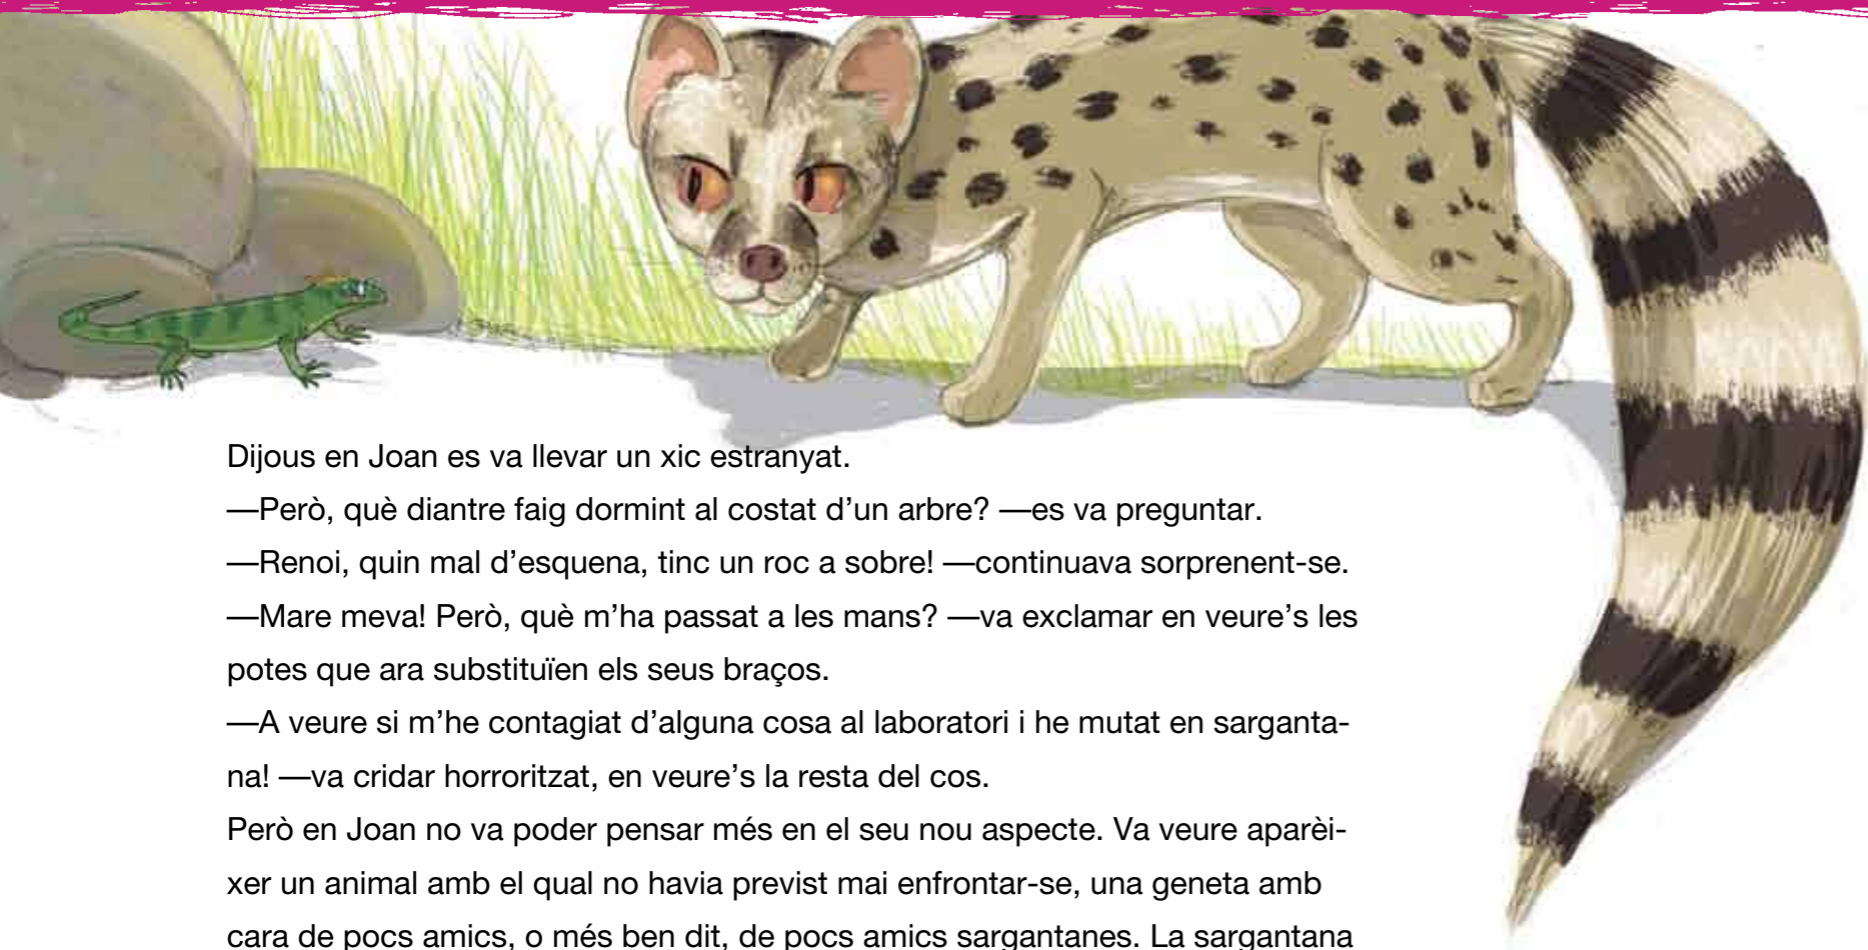 Dijous en Joan es va llevar un xic estranyat.
—Però, què diantre faig dormint al costat d’un arbre? —es va preguntar.
—Renoi, quin mal d’esquena, tinc un roc a sobre! —continuava sorprenent-se.
—Mare meva! Però, què m’ha passat a les mans? —va exclamar en veure’s les
potes que ara substituïen els seus braços.
—A veure si m’he contagiat d’alguna cosa al laboratori i he mutat en sarganta-
na! —va cridar horroritzat, en veure’s la resta del cos.
Però en Joan no va poder pensar més en el seu nou aspecte. Va veure aparèi-
xer un animal amb el qual no havia previst mai enfrontar-se, una geneta amb
cara de pocs amics, o més ben dit, de pocs amics sargantanes. La sargantana